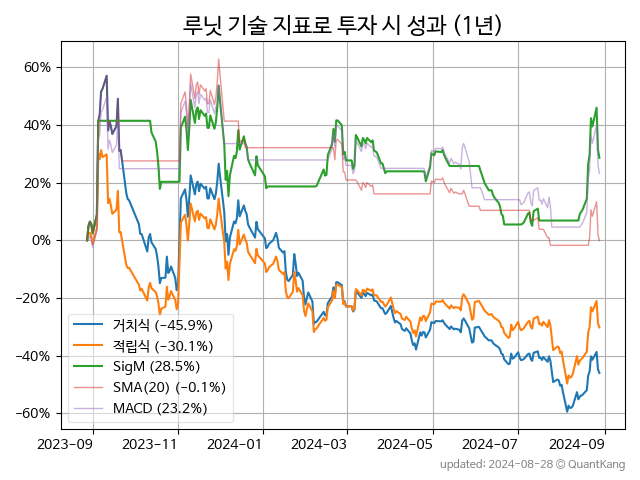 루닛 기술 지표로 투자 시 성과 (1년)
60%
40%
20%
0%
−20%
−40%
−60%
거치식 (−45.9%)
적립식 (−30.1%)
SigM (28.5%)
SMA(20) (−0.1%)
MACD (23.2%)
2023-09 2023-11 2024-01 2024-03 2024-05 2024-07 2024-09
updated: 2024-08-28 © QuantKang